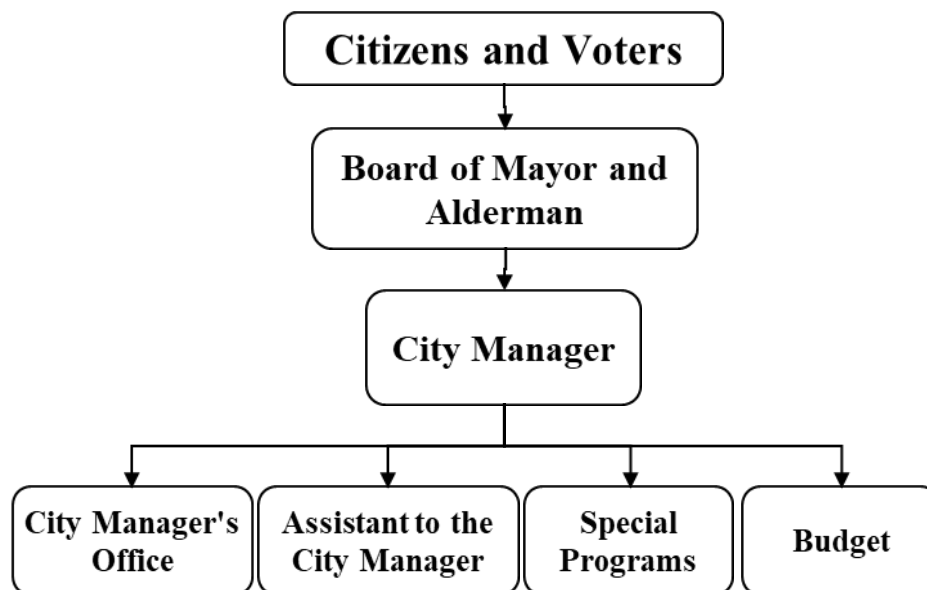 Citizens and Voters
Board of Mayor and
Alderman
City Manager
City Manager's
Office
Assistant to the
City Manager
Special
Programs
Budget